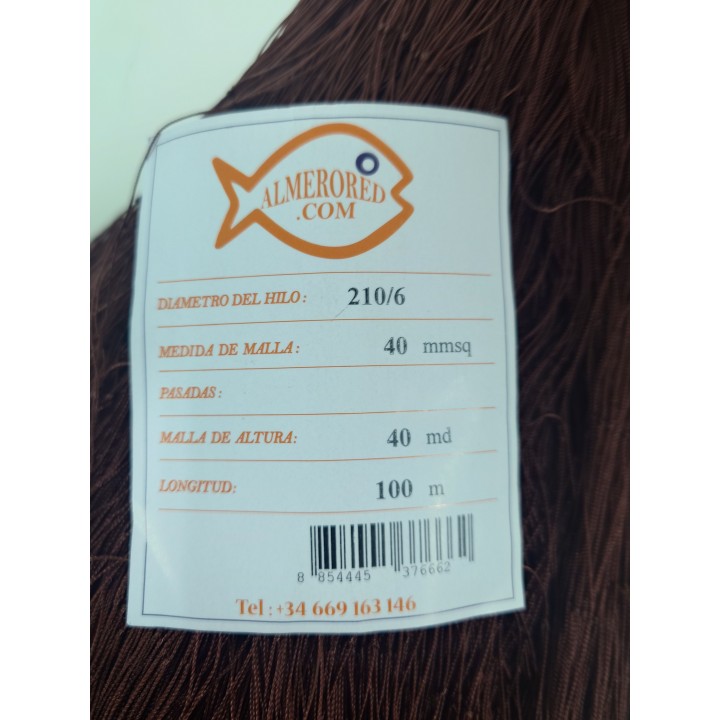 ALMERORED
.COM
DIAMETRO DEL HILO: 210/6
MEDIDA DE MALLA: 40 mmsq
PASADAS:
MALLA DE ALTURA: 40 md
LONGITUD: 100 m
8 854445 376662
Tel : +34 669 163 146